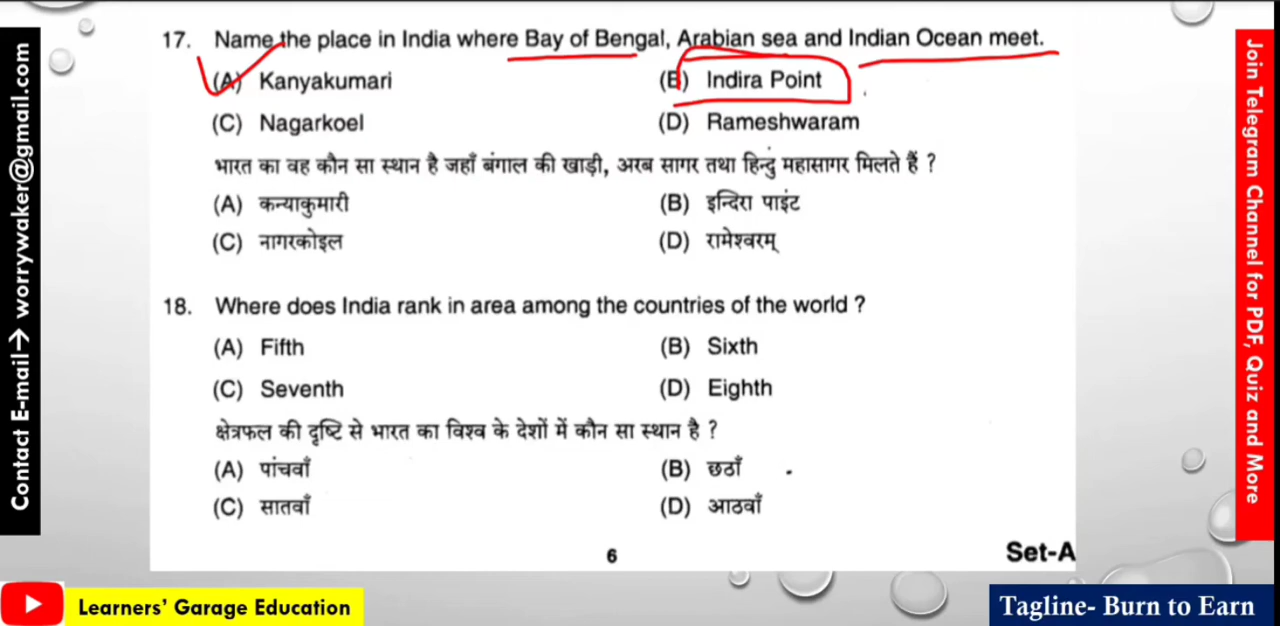 Contact E-mail→ worrywaker@gmail.com
17. Name the place in India where Bay of Bengal, Arabian sea and Indian Ocean meet.
(A) Kanyakumari (B) Indira Point
(C) Nagarkoel (D) Rameshwaram
भारत का वह कौन सा स्थान है जहाँ बंगाल की खाड़ी, अरब सागर तथा हिन्दुं महासागर मिलते हैं ?
(A) कन्याकुमारी (B) इन्दिरा पाइंट
(C) नागरकोइल (D) रामेश्वरम्
18. Where does India rank in area among the countries of the world ?
(A) Fifth (B) Sixth
(C) Seventh (D) Eighth
क्षेत्रफल की दृष्टि से भारत का विश्व के देशों में कौन सा स्थान है ?
(A) पांचवाँ (B) छठाँ
(C) सातवाँ (D) आठवाँ
6 Set-A
Join Telegram Channel for PDF, Quiz and More
Learners' Garage Education
Tagline- Burn to Earn